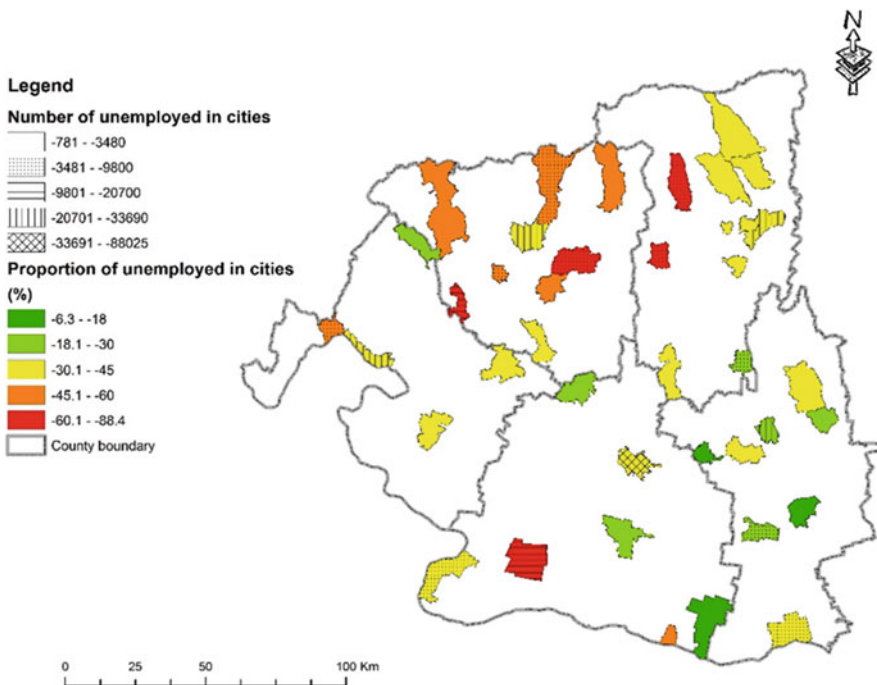 N
Legend
Number of unemployed in cities
-781 - -3480
-3481 - -9800
-9801 - -20700
-20701 - -33690
-33691 - -88025
Proportion of unemployed in cities
(%)
-6.3 - -18
-18.1 - -30
-30.1 - -45
-45.1 - -60
-60.1 - -88.4
County boundary
0 25 50 100 Km